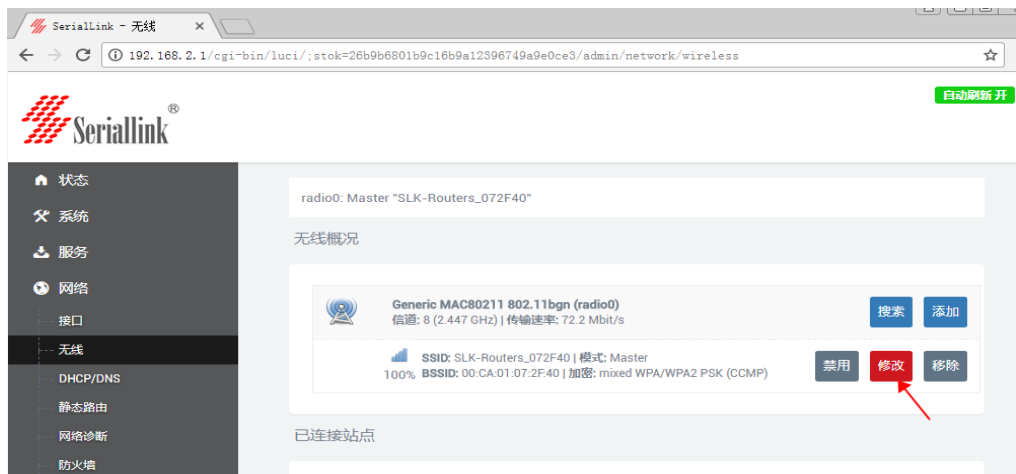 SerialLink - 无线
192.168.2.1/cgi-bin/luci/;stok=26b9b6801b9c16b9a12396749a9e0ce3/admin/network/wireless
Seriallink®
自动刷新 开
状态
系统
服务
网络
接口
无线
DHCP/DNS
静态路由
网络诊断
防火墙
radio0: Master "SLK-Routers_072F40"
无线概况
Generic MAC80211 802.11bgn (radio0)
信道: 8 (2.447 GHz) | 传输速率: 72.2 Mbit/s
搜索 添加
SSID: SLK-Routers_072F40 | 模式: Master
100% BSSID: 00:CA:01:07:2F:40 | 加密: mixed WPA/WPA2 PSK (CCMP)
禁用 修改 移除
已连接站点